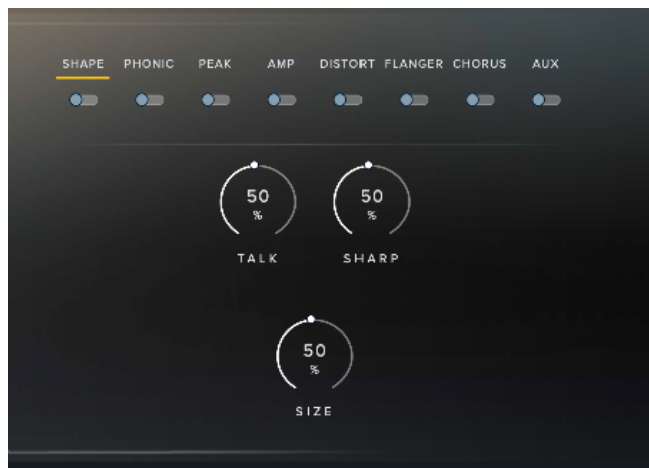 SHAPE PHONIC PEAK AMP DISTORT FLANGER CHORUS AUX
50 50
% %
TALK SHARP
50
%
SIZE